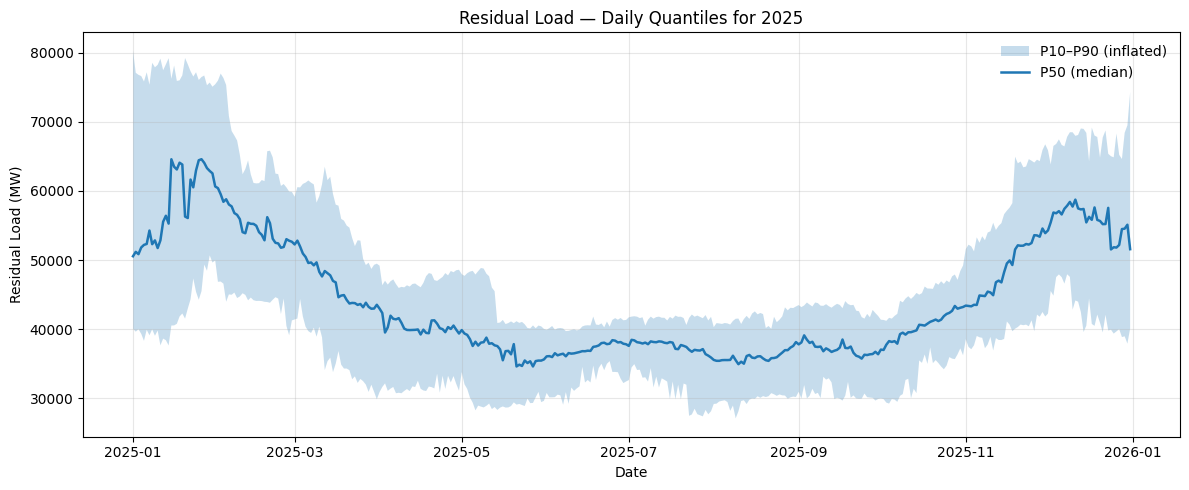 Residual Load — Daily Quantiles for 2025
P10–P90 (inflated)
P50 (median)
Residual Load (MW)
80000
70000
60000
50000
40000
30000
2025-01 2025-03 2025-05 2025-07 2025-09 2025-11 2026-01
Date